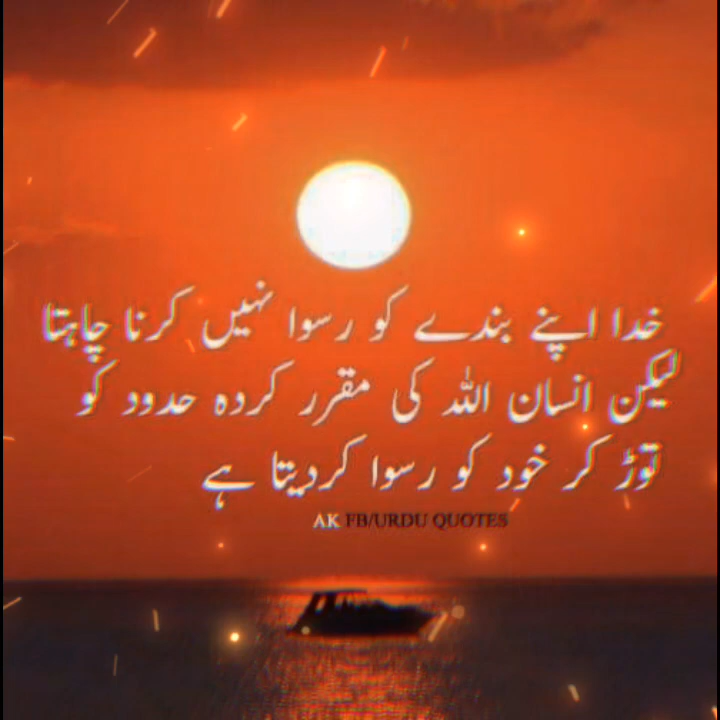 خدا اپنے بندے کو رسوا نہیں کرنا چاہتا
لیکن انسان اللہ کی مقرر کردہ حدود کو
توڑ کر خود کو رسوا کردیتا ہے
AK FB/URDU QUOTES